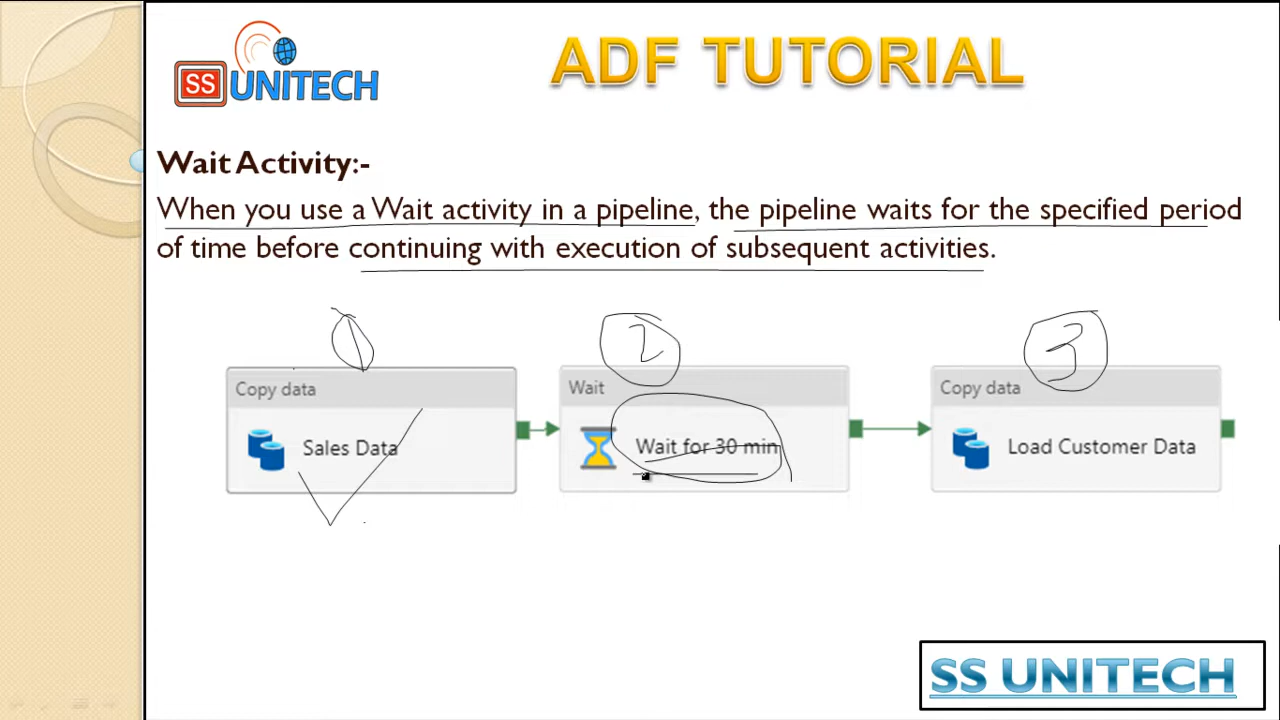 SS UNITECH
ADF TUTORIAL
Wait Activity:-
When you use a Wait activity in a pipeline, the pipeline waits for the specified period
of time before continuing with execution of subsequent activities.
1 2 3
Copy data Wait Copy data
Sales Data Wait for 30 min Load Customer Data
SS UNITECH